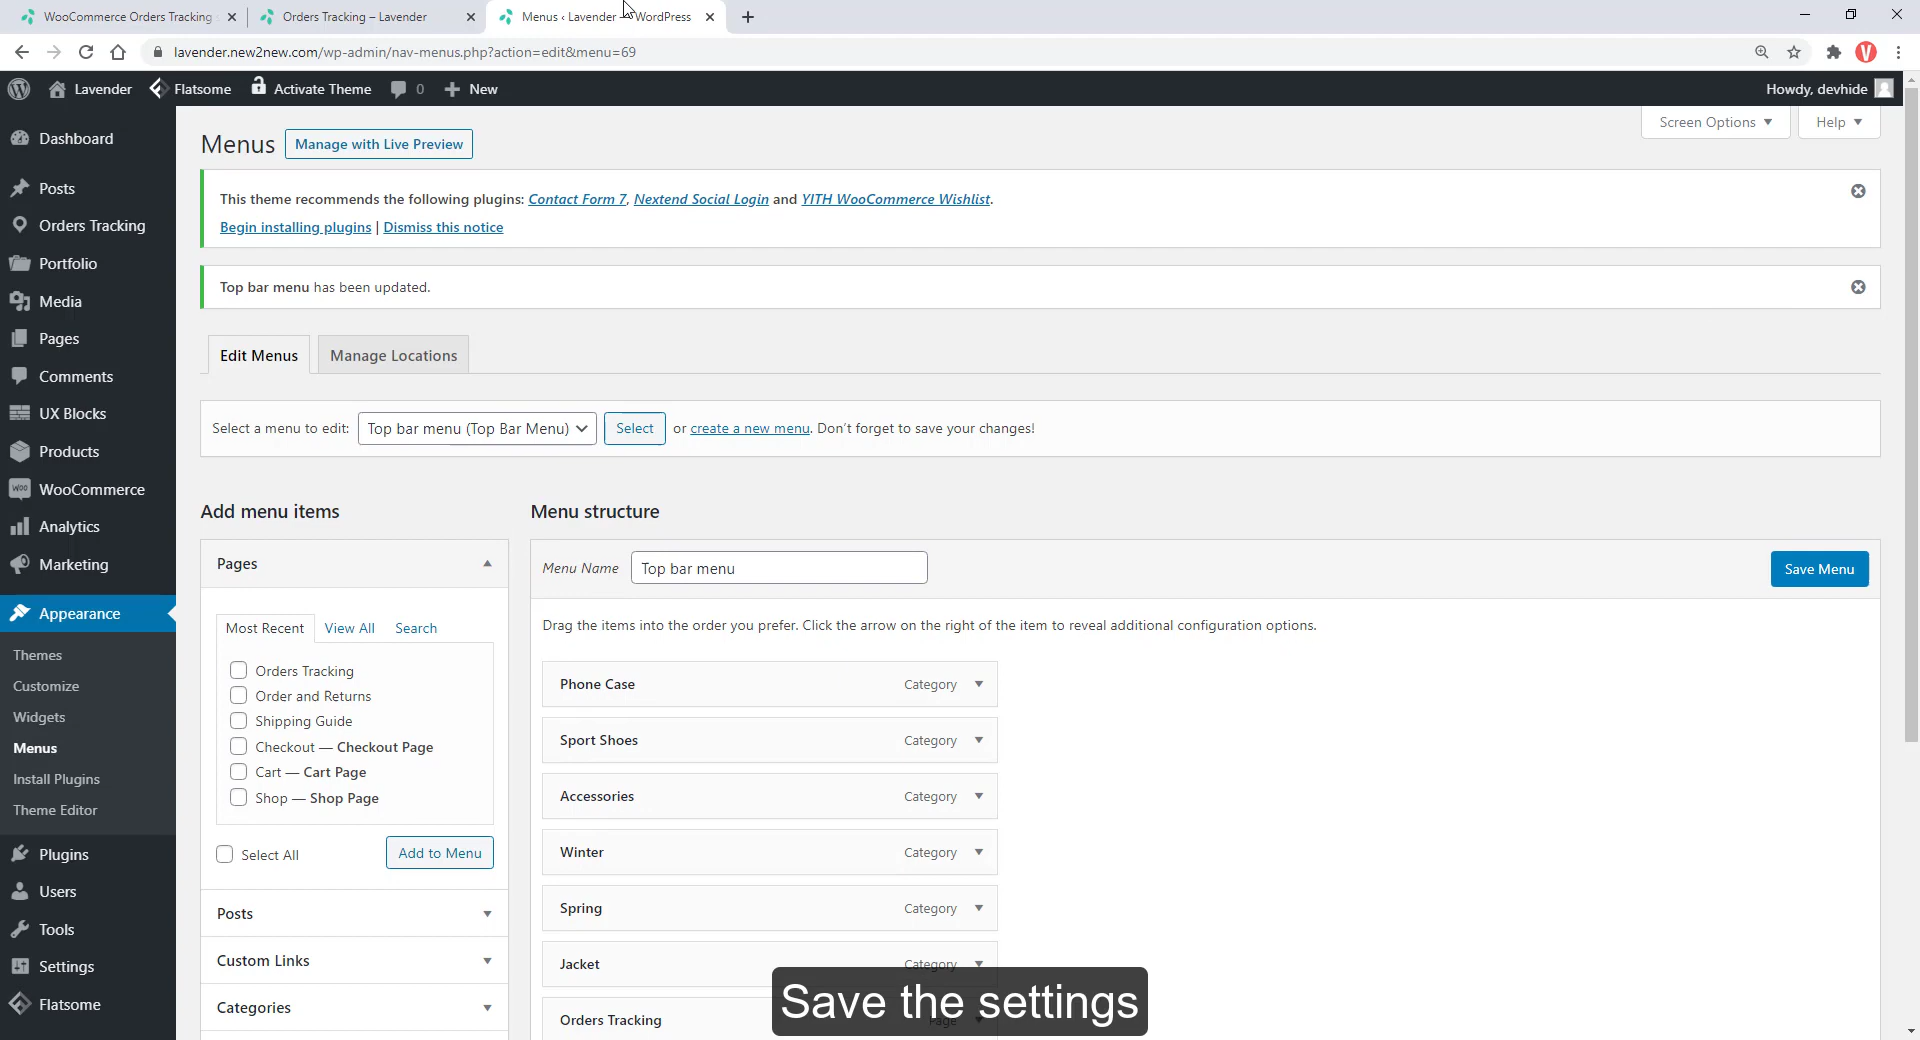 WooCommerce Orders Tracking
Orders Tracking – Lavender
Menus ‹ Lavender — WordPress
lavender.new2new.com/wp-admin/nav-menus.php?action=edit&menu=69
Lavender
Flatsome
Activate Theme
0
New
Howdy, devhide
Dashboard
Posts
Orders Tracking
Portfolio
Media
Pages
Comments
UX Blocks
Products
WooCommerce
Analytics
Marketing
Appearance
Themes
Customize
Widgets
Menus
Install Plugins
Theme Editor
Plugins
Users
Tools
Settings
Flatsome
Screen Options
Help
Menus
Manage with Live Preview
This theme recommends the following plugins: Contact Form 7, Nextend Social Login and YITH WooCommerce Wishlist.
Begin installing plugins | Dismiss this notice
Top bar menu has been updated.
Edit Menus
Manage Locations
Select a menu to edit: Top bar menu (Top Bar Menu) Select or create a new menu. Don't forget to save your changes!
Add menu items
Pages
Most Recent
View All
Search
Orders Tracking
Order and Returns
Shipping Guide
Checkout — Checkout Page
Cart — Cart Page
Shop — Shop Page
Select All
Add to Menu
Posts
Custom Links
Categories
Menu structure
Menu Name Top bar menu
Save Menu
Drag the items into the order you prefer. Click the arrow on the right of the item to reveal additional configuration options.
Phone Case Category
Sport Shoes Category
Accessories Category
Winter Category
Spring Category
Jacket Category
Orders Tracking Page
Save the settings